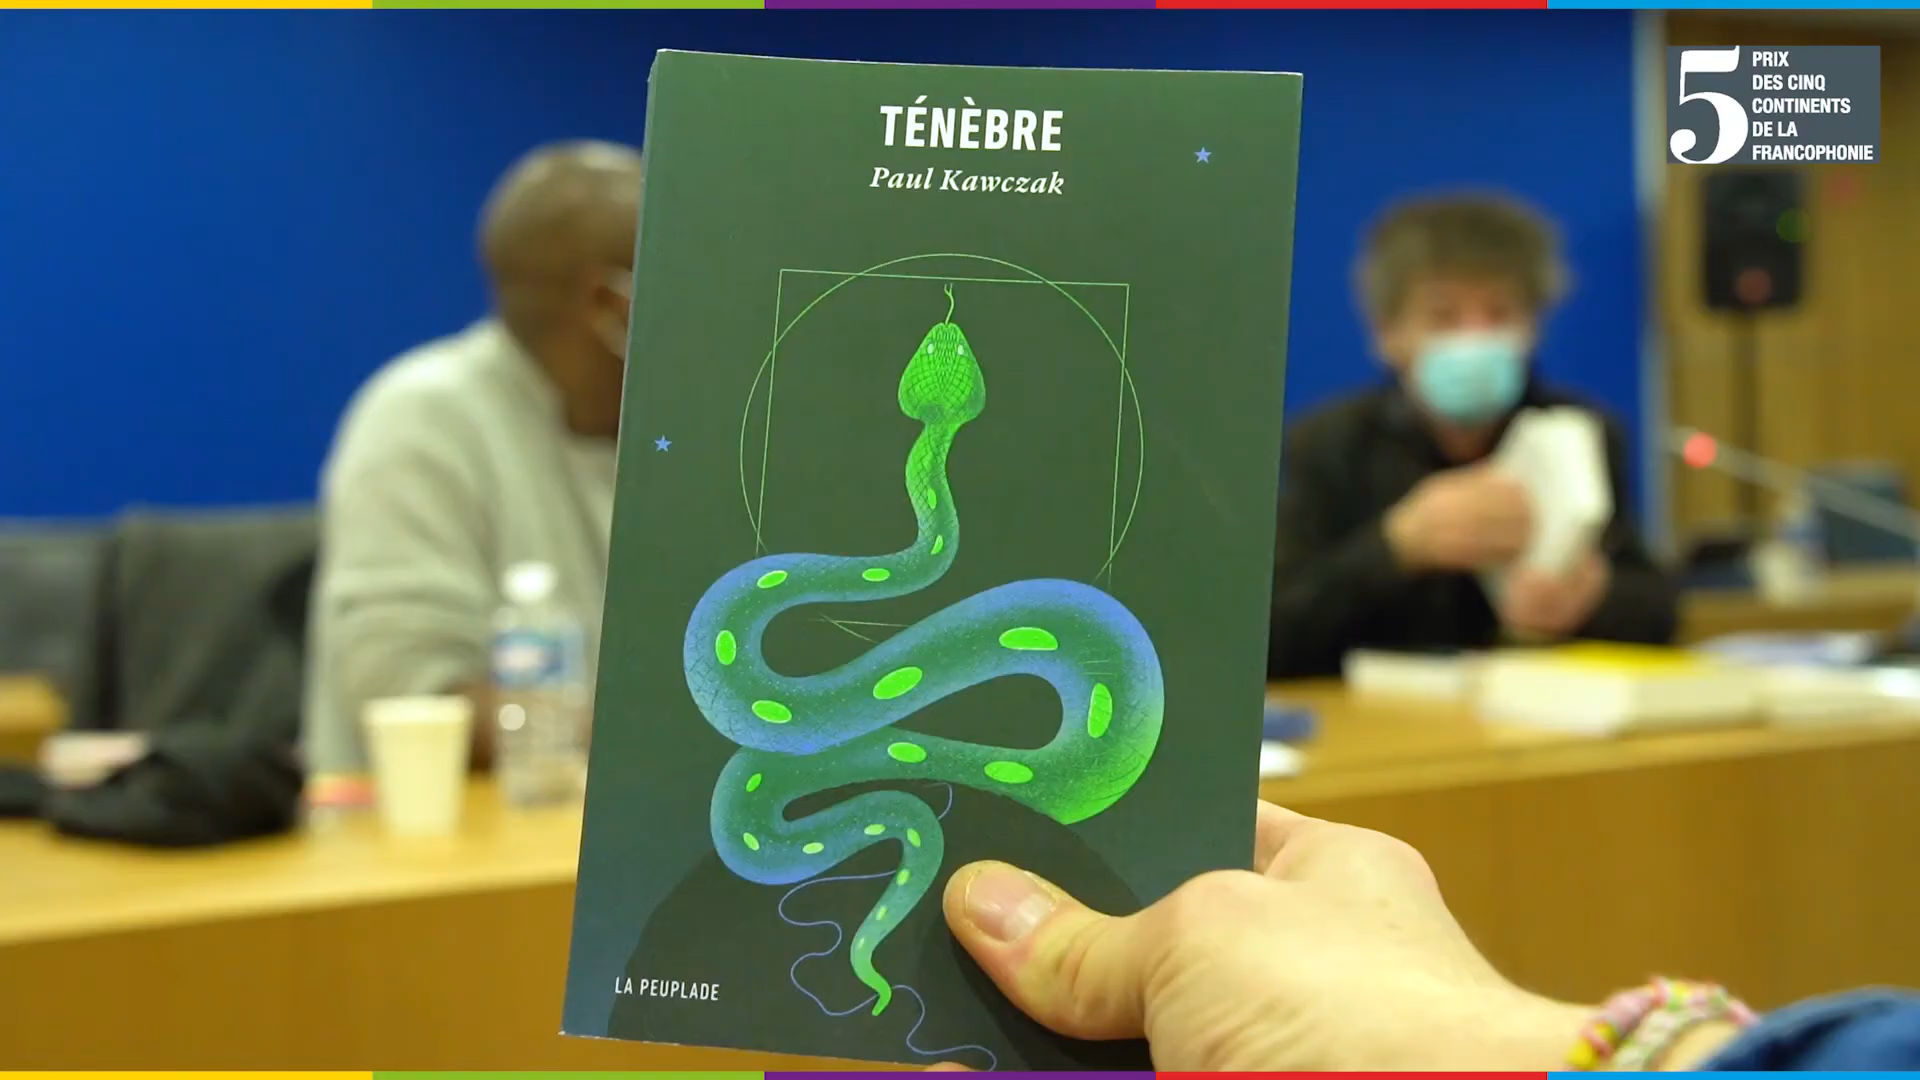 TÉNÈBRE
Paul Kawczak
LA PEUPLADE
5
PRIX
DES CINQ
CONTINENTS
DE LA
FRANCOPHONIE